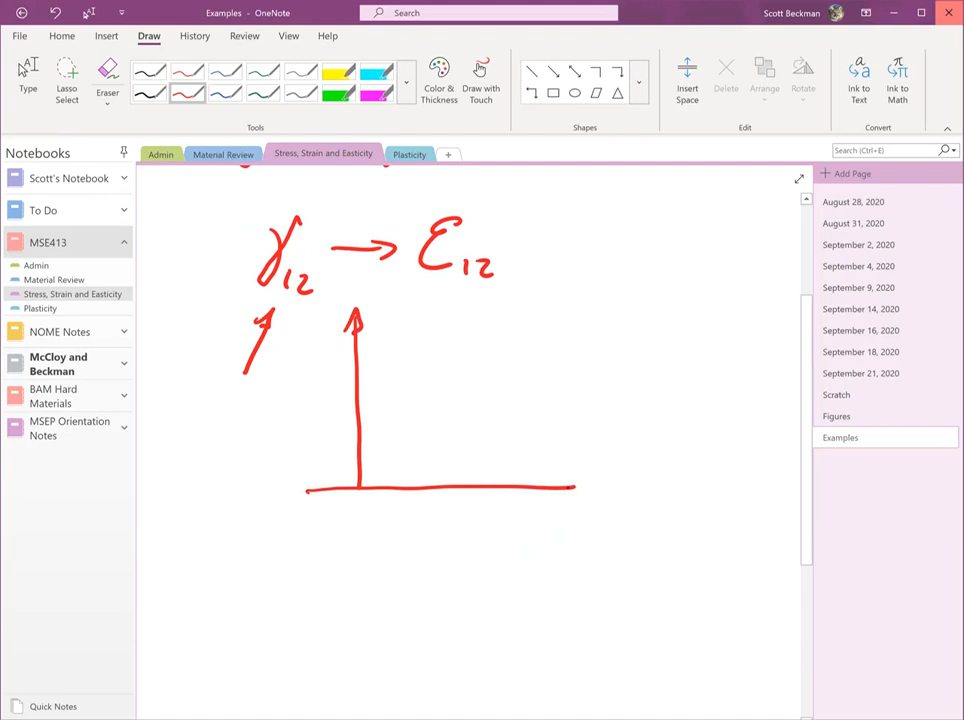 Examples - OneNote
Search
Scott Beckman
File Home Insert Draw History Review View Help
Type
Lasso Select
Eraser
Color & Thickness
Draw with Touch
Insert Space
Delete
Arrange
Rotate
Ink to Text
Ink to Math
Tools
Shapes
Edit
Convert
Notebooks
Admin
Material Review
Stress, Strain and Easticity
Plasticity
Search (Ctrl+E)
Scott's Notebook
To Do
MSE413
Admin
Material Review
Stress, Strain and Easticity
Plasticity
NOME Notes
McCloy and Beckman
BAM Hard Materials
MSEP Orientation Notes
Quick Notes
γ12 → ε12
Add Page
August 28, 2020
August 31, 2020
September 2, 2020
September 4, 2020
September 9, 2020
September 14, 2020
September 16, 2020
September 18, 2020
September 21, 2020
Scratch
Figures
Examples